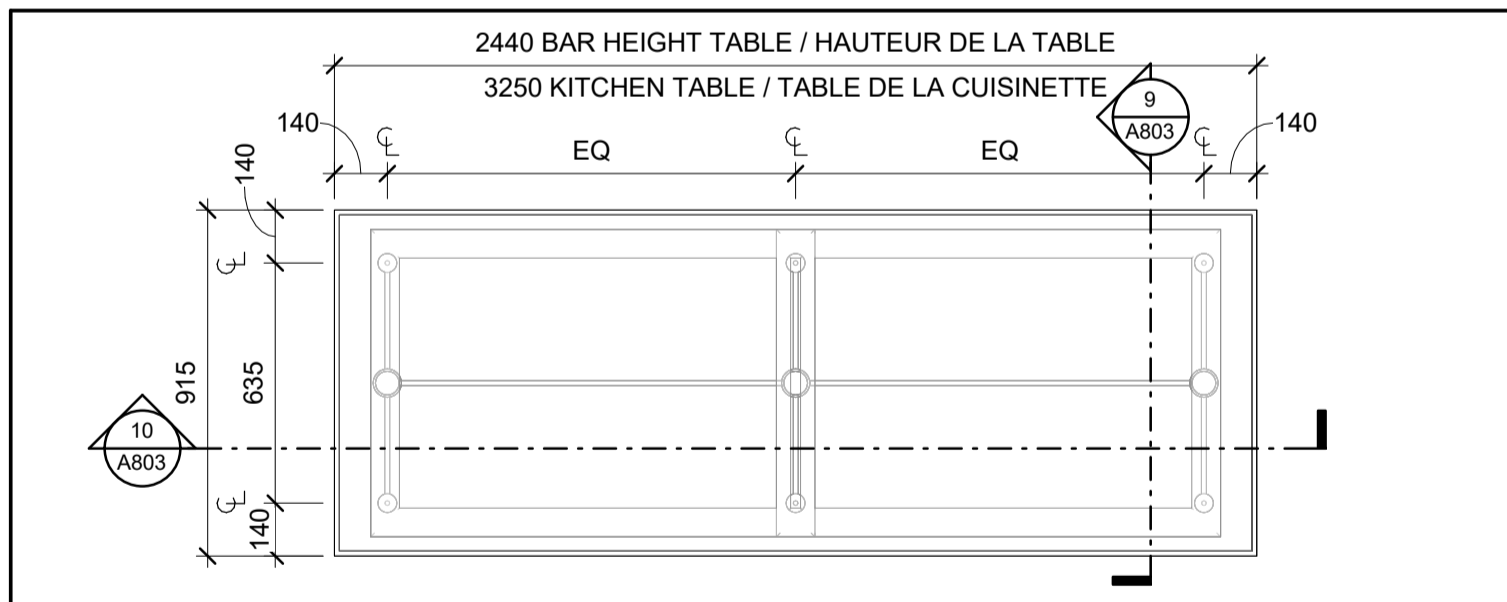 2440 BAR HEIGHT TABLE / HAUTEUR DE LA TABLE
3250 KITCHEN TABLE / TABLE DE LA CUISINETTE
9
A803
140
℄
EQ
℄
EQ
℄
140
140
℄
915
635
10
A803
℄
140